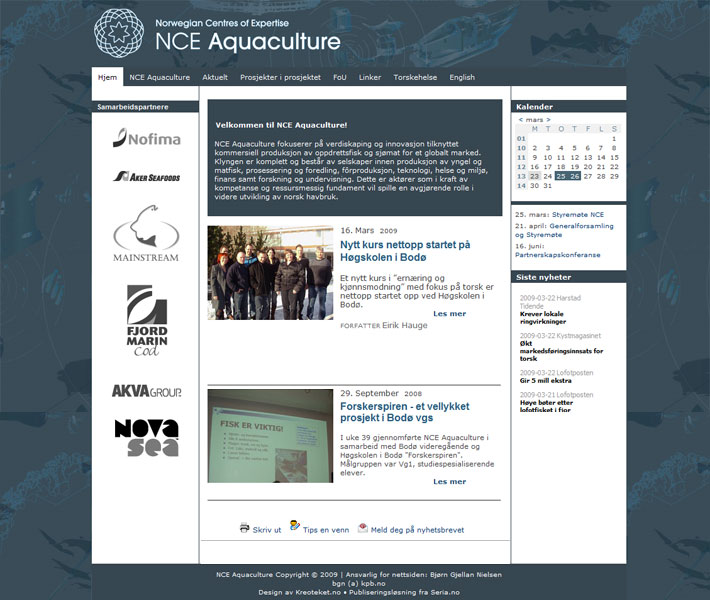 Norwegian Centres of Expertise
NCE Aquaculture
Hjem NCE Aquaculture Aktuelt Prosjekter i prosjektet FoU Linker Torskehelse English
Samarbeidspartnere
Nofima
AKER SEAFOODS
MAINSTREAM
FJORD
MARIN
Cod
AKVA GROUP
NOVA
SEA
Velkommen til NCE Aquaculture!
NCE Aquaculture fokuserer på verdiskaping og innovasjon tilknyttet
kommersiell produksjon av oppdrettsfisk og sjømat for et globalt marked.
Klyngen er komplett og består av selskaper innen produksjon av yngel og
matfisk, prosessering og foredling, fôrproduksjon, teknologi, helse og miljø,
finans samt forskning og undervisning. Dette er aktører som i kraft av
kompetanse og ressursmessig fundament vil spille en avgjørende rolle i
videre utvikling av norsk havbruk.
16. Mars 2009
Nytt kurs nettopp startet på
Høgskolen i Bodø
Et nytt kurs i "ernæring og
kjønnsmodning" med fokus på torsk er
nettopp startet opp ved Høgskolen i
Bodø.
Les mer
FORFATTER Eirik Hauge
29. September 2008
Forskerspiren - et vellykket
prosjekt i Bodø vgs
FISK ER VIKTIG!
I uke 39 gjennomførte NCE Aquaculture i
samarbeid med Bodø videregående og
Høgskolen i Bodø "Forskerspiren".
Målgruppen var Vg1, studiespesialiserende
elever.
Les mer
Skriv ut Tips en venn Meld deg på nyhetsbrevet
Kalender
< mars >
M T O T F L S
01 1
10 2 3 4 5 6 7 8
11 9 10 11 12 13 14 15
12 16 17 18 19 20 21 22
13 23 24 25 26 27 28 29
14 30 31
25. mars: Styremøte NCE
21. april: Generalforsamling
og Styremøte
16. juni:
Partnerskapskonferanse
Siste nyheter
2009-03-22 Harstad
Tidende
Krever lokale
ringvirkninger
2009-03-22 Kystmagasinet
Økt
markedsføringsinnsats for
torsk
2009-03-22 Lofotposten
Gir 5 mill ekstra
2009-03-21 Lofotposten
Høye bøter etter
lofotfisket i fjor
NCE Aquaculture Copyright © 2009 | Ansvarlig for nettsiden: Bjørn Gjellan Nielsen
bgn (a) kpb.no
Design av Kreoteket.no • Publiseringsløsning fra Seria.no